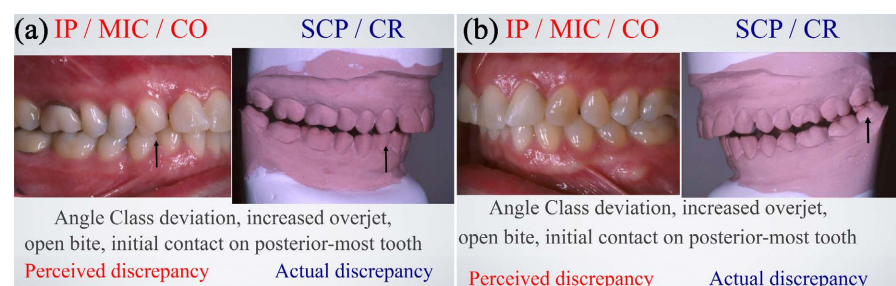 (a) IP / MIC / CO SCP / CR
Angle Class deviation, increased overjet,
open bite, initial contact on posterior-most tooth
Perceived discrepancy Actual discrepancy
(b) IP / MIC / CO SCP / CR
Angle Class deviation, increased overjet,
open bite, initial contact on posterior-most tooth
Perceived discrepancy Actual discrepancy